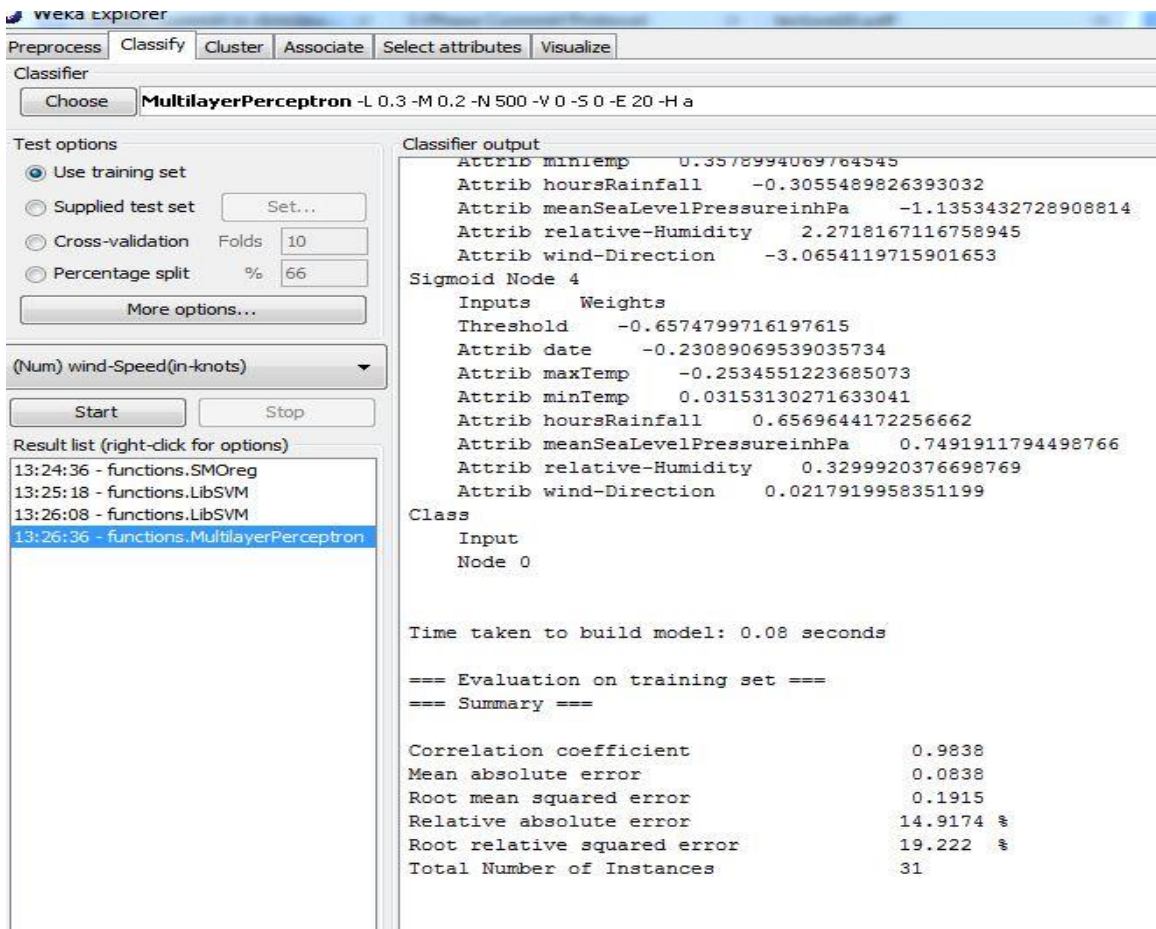 Weka Explorer
Preprocess Classify Cluster Associate Select attributes Visualize
Classifier
Choose MultilayerPerceptron -L 0.3 -M 0.2 -N 500 -V 0 -S 0 -E 20 -H a
Test options
Use training set
Supplied test set Set...
Cross-validation Folds 10
Percentage split % 66
More options...
(Num) wind-Speed(in-knots)
Start Stop
Result list (right-click for options)
13:24:36 - functions.SMOreg
13:25:18 - functions.LibSVM
13:26:08 - functions.LibSVM
13:26:36 - functions.MultilayerPerceptron
Classifier output
Attrib minTemp 0.3578994069764545
Attrib hoursRainfall -0.3055489826393032
Attrib meanSeaLevelPressureinhPa -1.1353432728908814
Attrib relative-Humidity 2.2718167116758945
Attrib wind-Direction -3.0654119715901653
Sigmoid Node 4
Inputs Weights
Threshold -0.6574799716197615
Attrib date -0.23089069539035734
Attrib maxTemp -0.2534551223685073
Attrib minTemp 0.03153130271633041
Attrib hoursRainfall 0.6569644172256662
Attrib meanSeaLevelPressureinhPa 0.7491911794498766
Attrib relative-Humidity 0.3299920376698769
Attrib wind-Direction 0.0217919958351199
Class
Input
Node 0
Time taken to build model: 0.08 seconds
=== Evaluation on training set ===
=== Summary ===
Correlation coefficient 0.9838
Mean absolute error 0.0838
Root mean squared error 0.1915
Relative absolute error 14.9174 %
Root relative squared error 19.222 %
Total Number of Instances 31